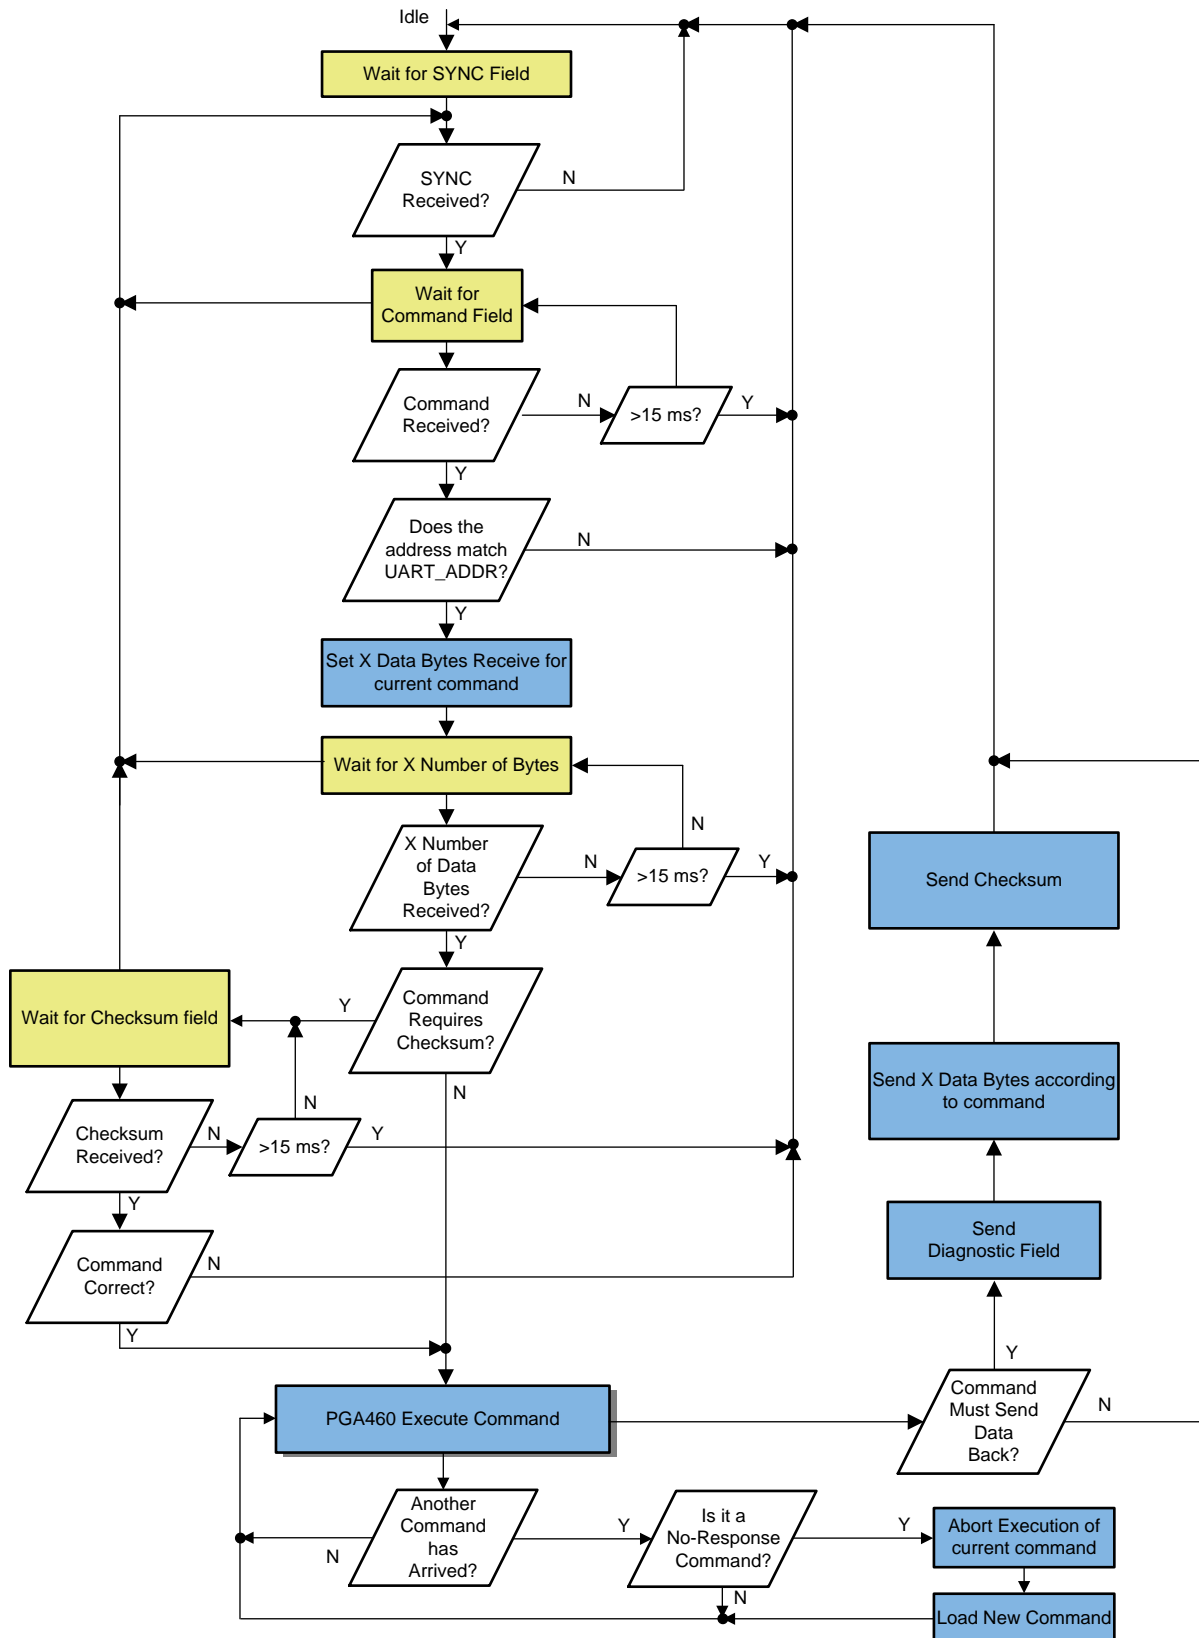 Idle
Wait for SYNC Field
SYNC
Received?
N
Y
Wait for
Command Field
Command
Received?
N
>15 ms?
Y
Y
Does the
address match
UART_ADDR?
N
Y
Set X Data Bytes Receive for
current command
Wait for X Number of Bytes
X Number
of Data
Bytes
Received?
N
>15 ms?
N
Y
Y
Command
Requires
Checksum?
Y
N
Wait for Checksum field
Checksum
Received?
N
>15 ms?
N
Y
Y
Command
Correct?
N
Y
PGA460 Execute Command
Another
Command
has
Arrived?
N
Y
Is it a
No-Response
Command?
Y
N
Abort Execution of
current command
Load New Command
Command
Must Send
Data
Back?
N
Y
Send
Diagnostic Field
Send X Data Bytes according
to command
Send Checksum